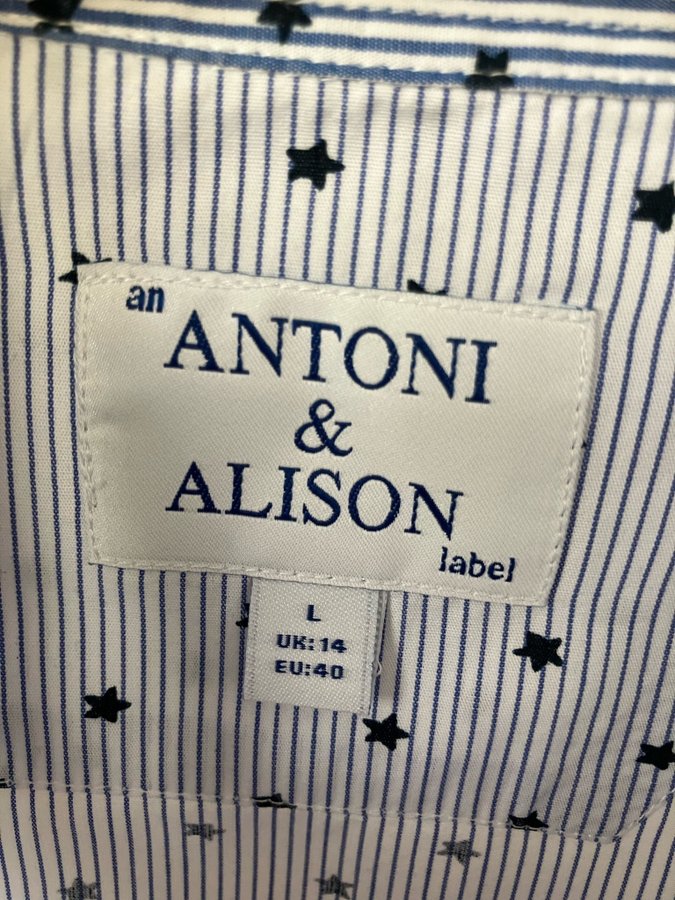 an
ANTONI
&
ALISON
label
L
UK:14
EU:40